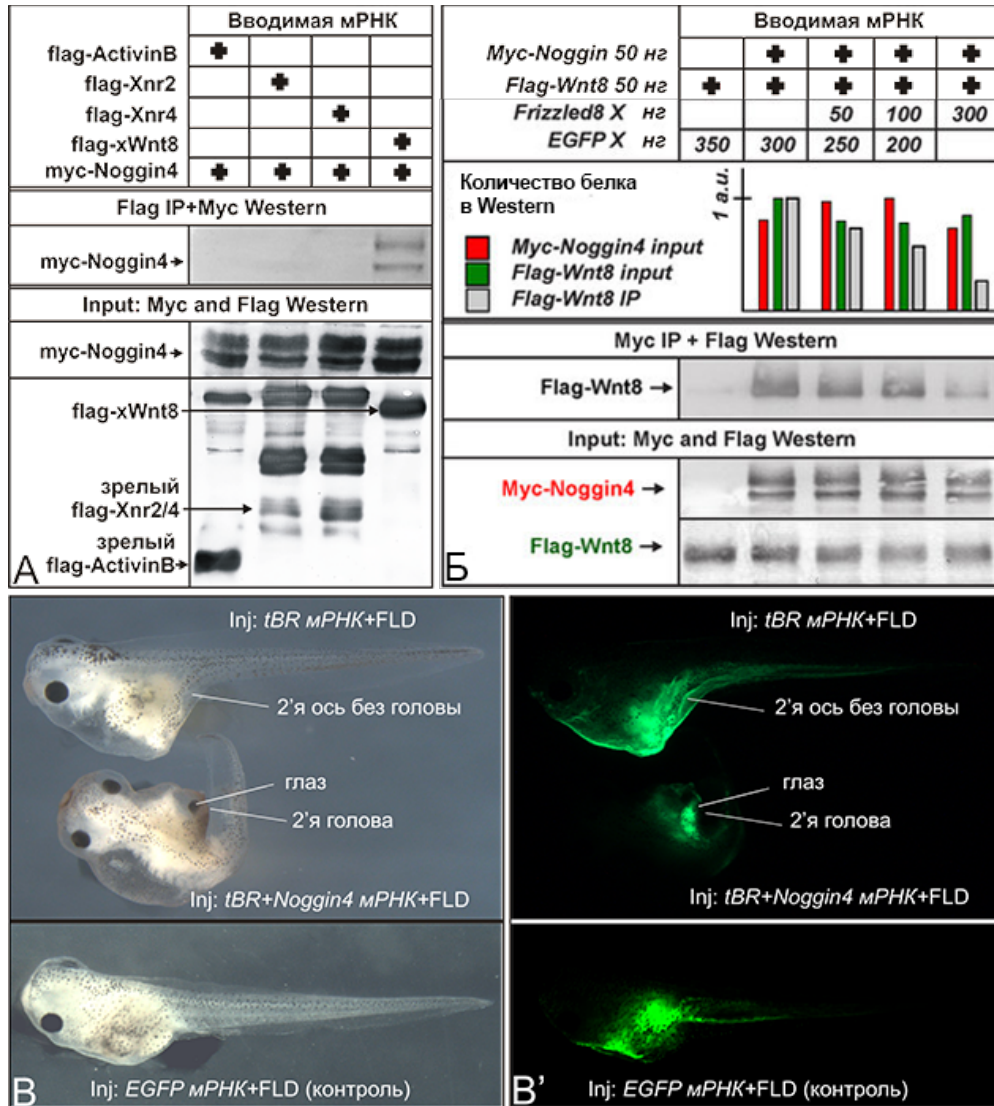 Вводимая мРНК
flag-ActivinB ✚
flag-Xnr2 ✚
flag-Xnr4 ✚
flag-xWnt8 ✚
myc-Noggin4 ✚ ✚ ✚ ✚
Flag IP+Myc Western
myc-Noggin4
Input: Myc and Flag Western
myc-Noggin4
flag-xWnt8
зрелый
flag-Xnr2/4
зрелый
flag-ActivinB
А
Вводимая мРНК
Myc-Noggin 50 нг ✚ ✚ ✚ ✚
Flag-Wnt8 50 нг ✚ ✚ ✚ ✚ ✚
Frizzled8 X нг 50 100 300
EGFP X нг 350 300 250 200
Количество белка
в Western
1 a.u.
Myc-Noggin4 input
Flag-Wnt8 input
Flag-Wnt8 IP
Myc IP + Flag Western
Flag-Wnt8
Input: Myc and Flag Western
Myc-Noggin4
Flag-Wnt8
Б
Inj: tBR мРНК+FLD
2'я ось без головы
глаз
2'я голова
Inj: tBR+Noggin4 мРНК+FLD
В
Inj: EGFP мРНК+FLD (контроль)
Inj: tBR мРНК+FLD
2'я ось без головы
глаз
2'я голова
Inj: tBR+Noggin4 мРНК+FLD
В'
Inj: EGFP мРНК+FLD (контроль)